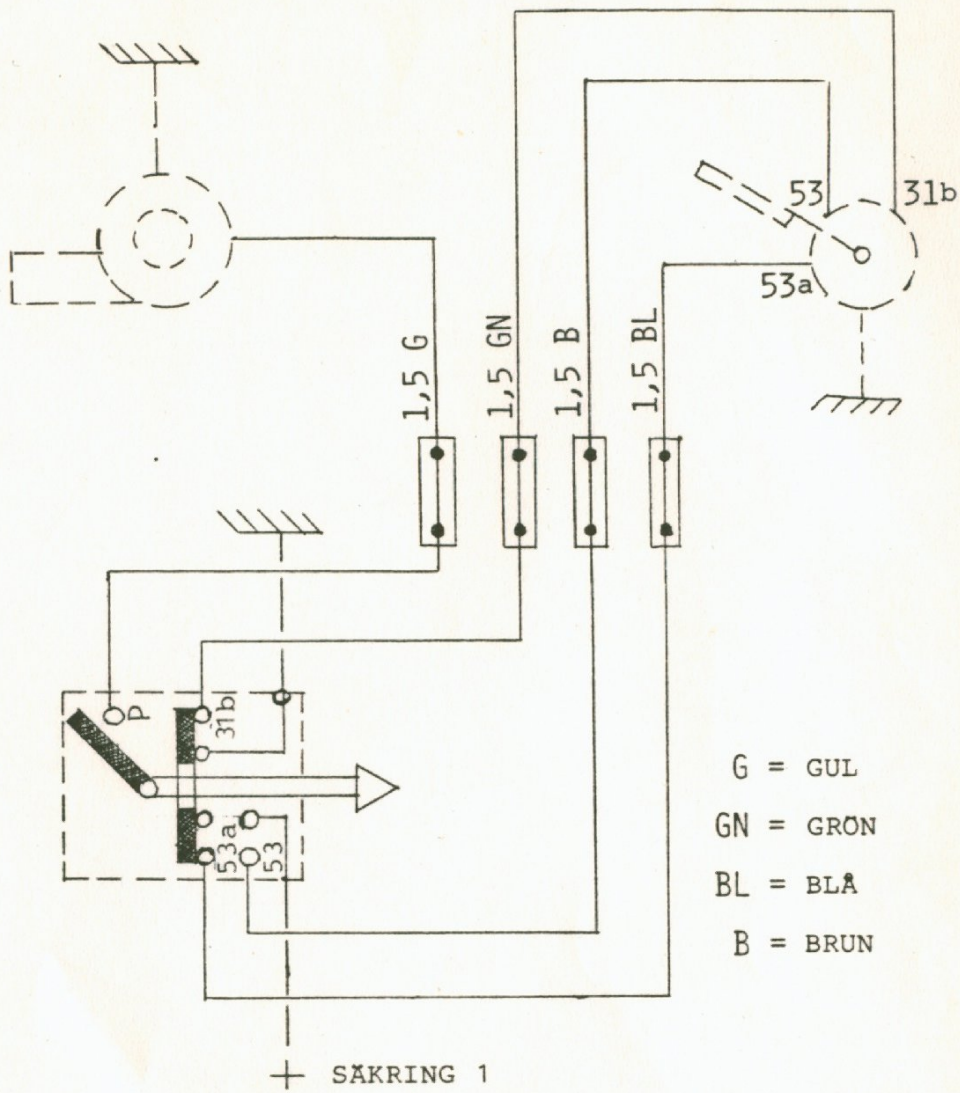 53
31b
53a
1,5 G
1,5 GN
1,5 B
1,5 BL
P
31b
53a
53
G = GUL
GN = GRÖN
BL = BLÅ
B = BRUN
+ SÄKRING 1